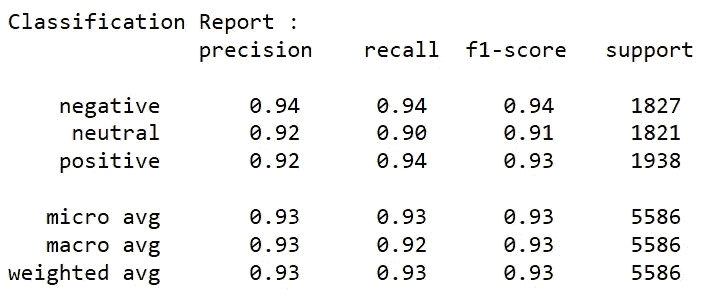 Classification Report :
precision recall f1-score support
negative 0.94 0.94 0.94 1827
neutral 0.92 0.90 0.91 1821
positive 0.92 0.94 0.93 1938
micro avg 0.93 0.93 0.93 5586
macro avg 0.93 0.92 0.93 5586
weighted avg 0.93 0.93 0.93 5586